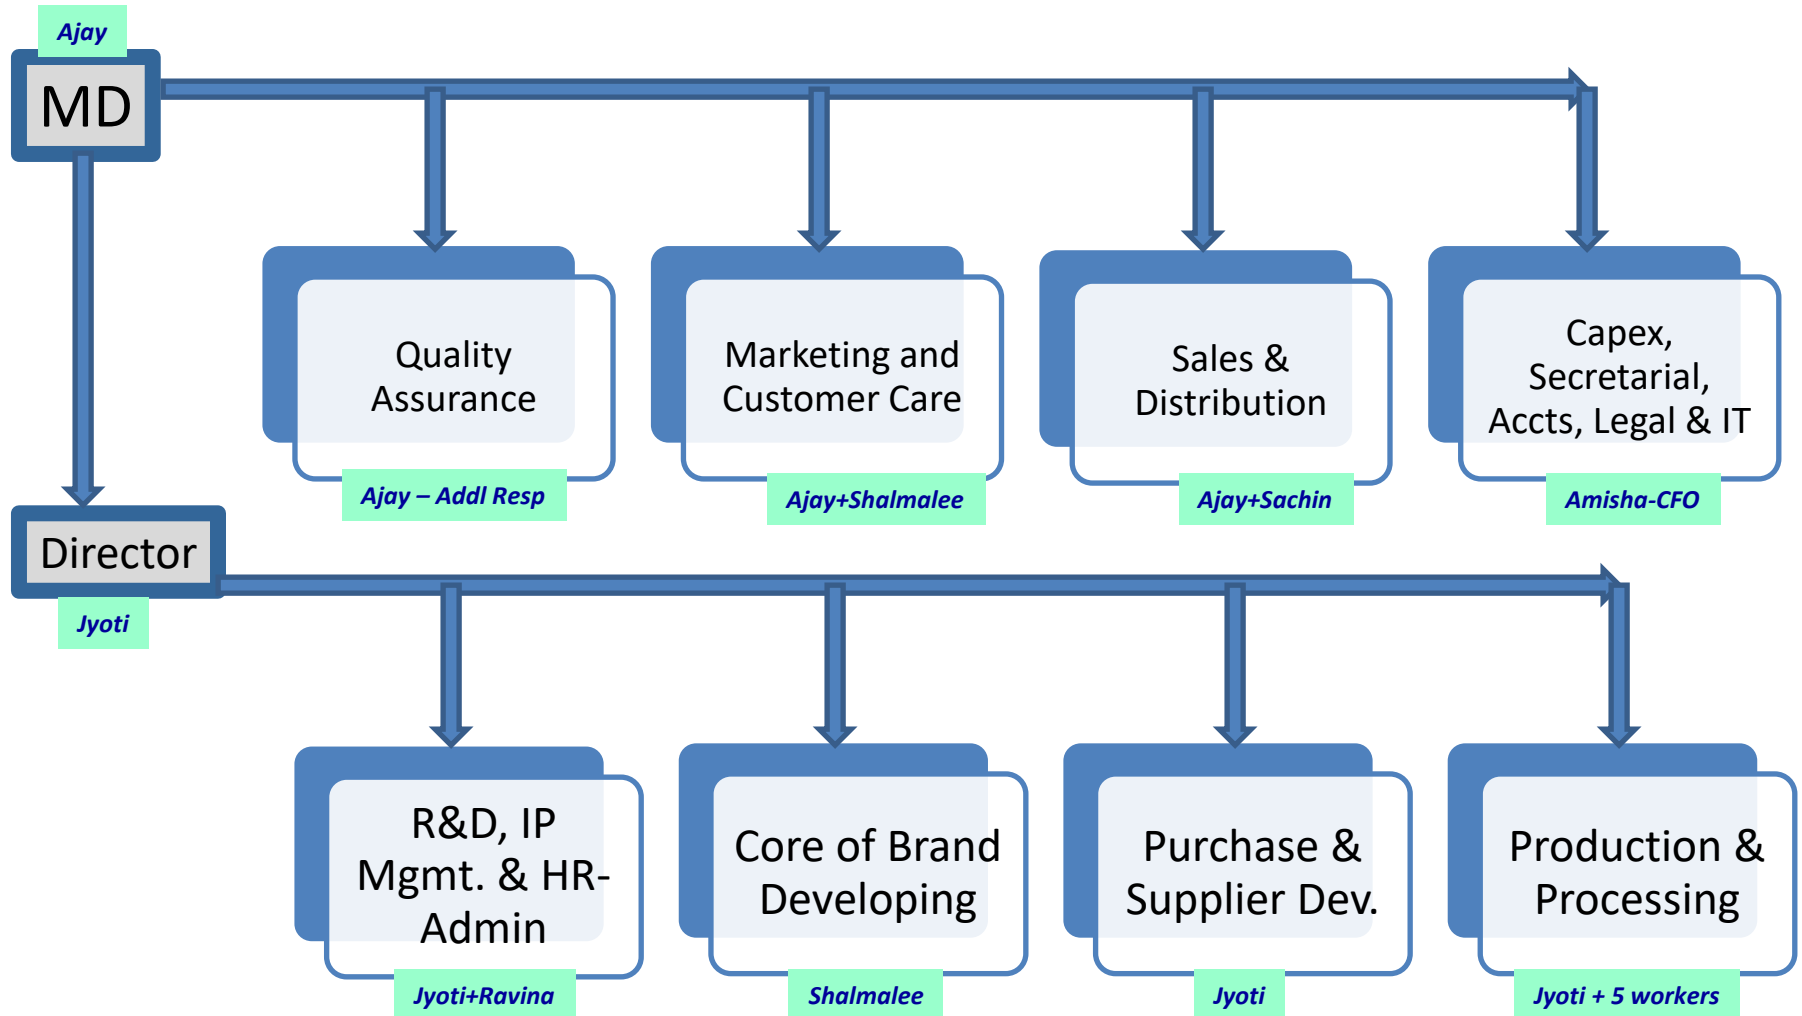 Ajay
MD
Quality
Assurance
Ajay – Addl Resp
Marketing and
Customer Care
Ajay+Shalmalee
Sales &
Distribution
Ajay+Sachin
Capex,
Secretarial,
Accts, Legal & IT
Amisha-CFO
Director
Jyoti
R&D, IP
Mgmt. & HR-
Admin
Jyoti+Ravina
Core of Brand
Developing
Shalmalee
Purchase &
Supplier Dev.
Jyoti
Production &
Processing
Jyoti + 5 workers